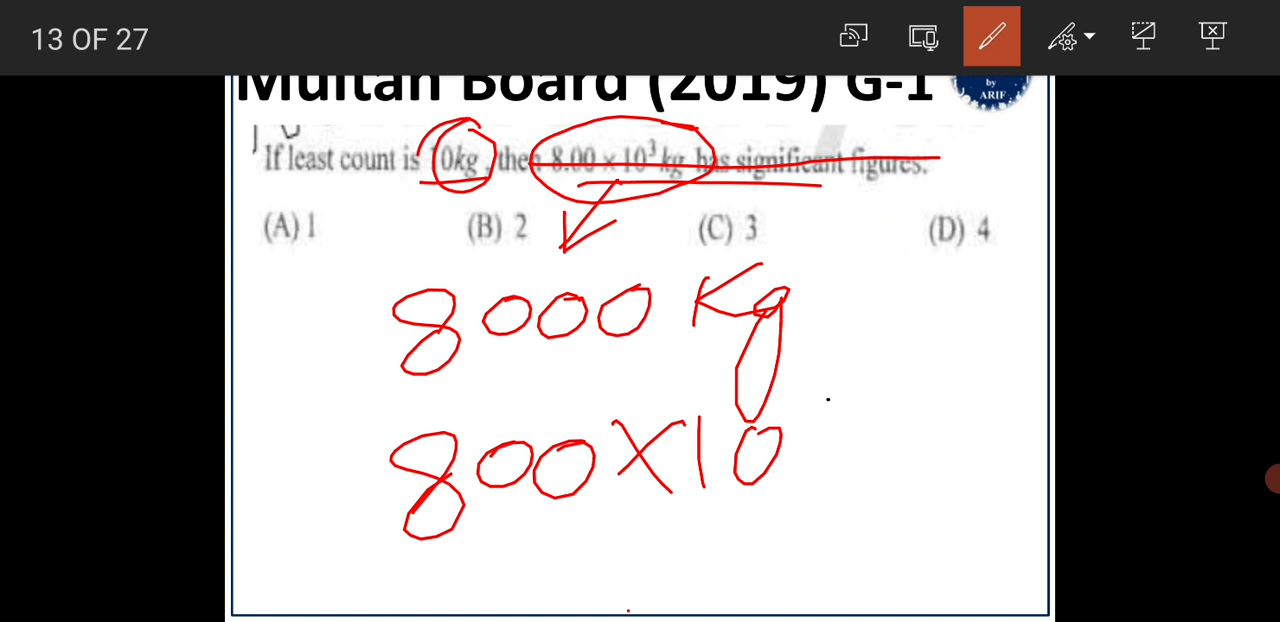 13 OF 27
Multan Board (2019) G-1
by
ARIF
If least count is 10kg, then 8.00 × 10³ kg has significant figures.
(A) 1 (B) 2 (C) 3 (D) 4
8000 Kg
800 X 10